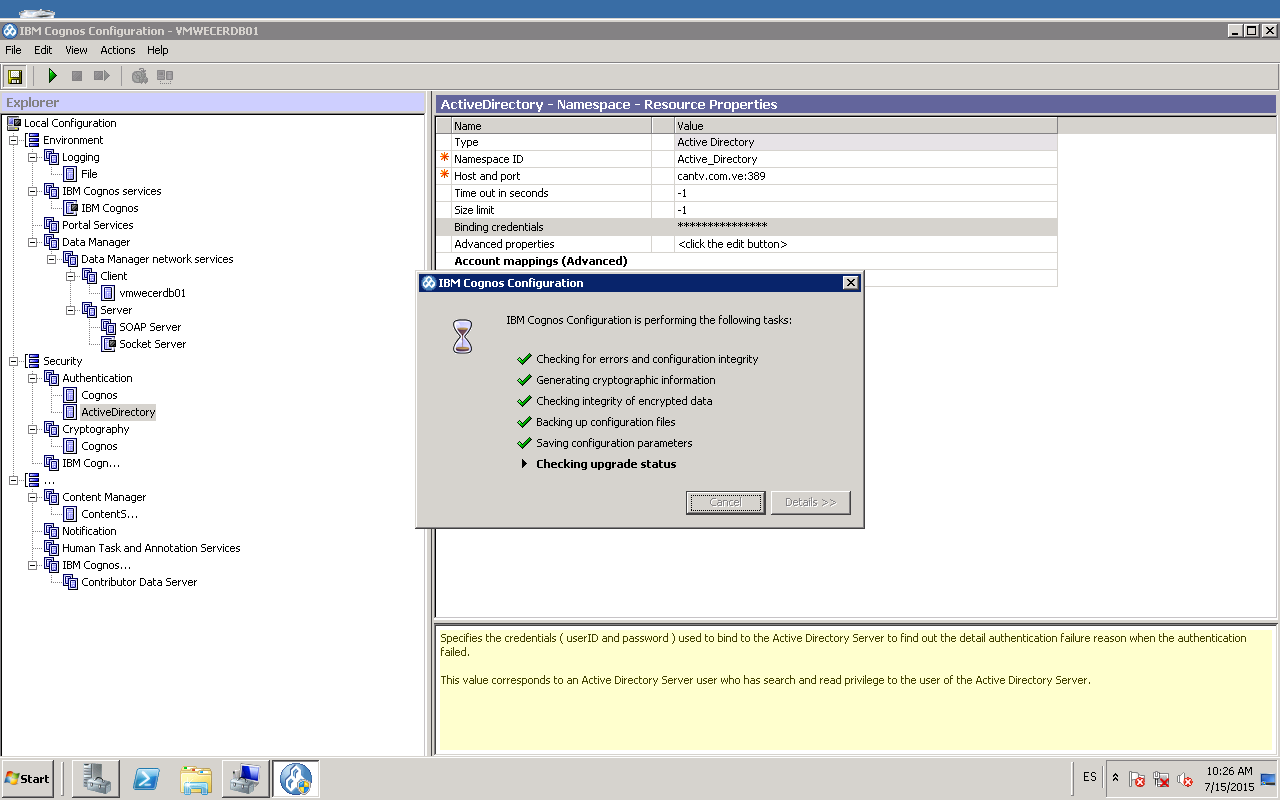 IBM Cognos Configuration - VMWECERDB01
File Edit View Actions Help
Explorer
Local Configuration
Environment
Logging
File
IBM Cognos services
IBM Cognos
Portal Services
Data Manager
Data Manager network services
Client
vmwecerdb01
Server
SOAP Server
Socket Server
Security
Authentication
Cognos
ActiveDirectory
Cryptography
Cognos
IBM Cogn...
...
Content Manager
ContentS...
Notification
Human Task and Annotation Services
IBM Cognos...
Contributor Data Server
ActiveDirectory - Namespace - Resource Properties
Name Value
Type Active Directory
* Namespace ID Active_Directory
* Host and port cantv.com.ve:389
Time out in seconds -1
Size limit -1
Binding credentials ***************
Advanced properties <click the edit button>
Account mappings (Advanced)
IBM Cognos Configuration
IBM Cognos Configuration is performing the following tasks:
Checking for errors and configuration integrity
Generating cryptographic information
Checking integrity of encrypted data
Backing up configuration files
Saving configuration parameters
Checking upgrade status
Cancel Details >>
Specifies the credentials ( userID and password ) used to bind to the Active Directory Server to find out the detail authentication failure reason when the authentication
failed.
This value corresponds to an Active Directory Server user who has search and read privilege to the user of the Active Directory Server.
Start
ES
10:26 AM
7/15/2015